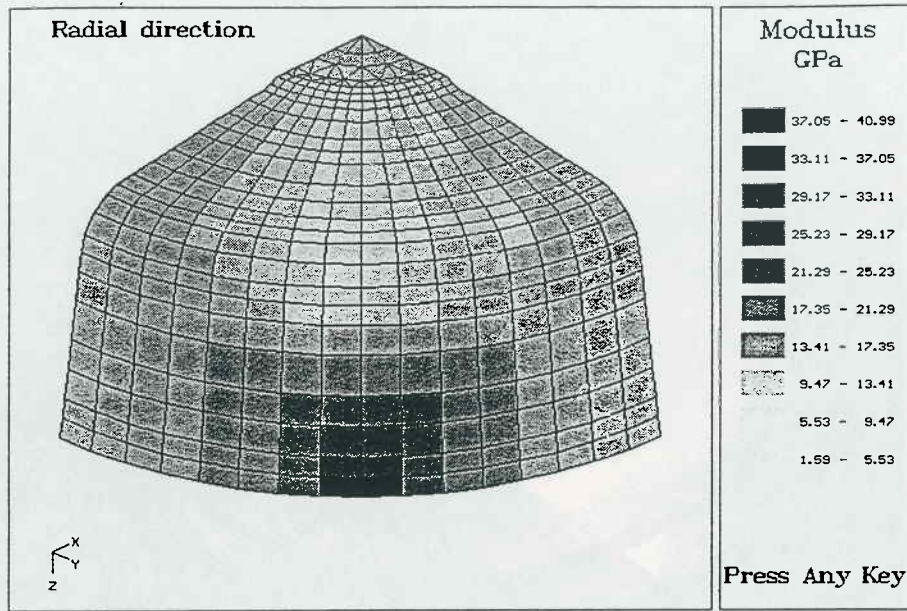 Radial direction
Modulus
GPa
37.05 - 40.99
33.11 - 37.05
29.17 - 33.11
25.23 - 29.17
21.29 - 25.23
17.35 - 21.29
13.41 - 17.35
9.47 - 13.41
5.53 - 9.47
1.59 - 5.53
X
Y
Z
Press Any Key